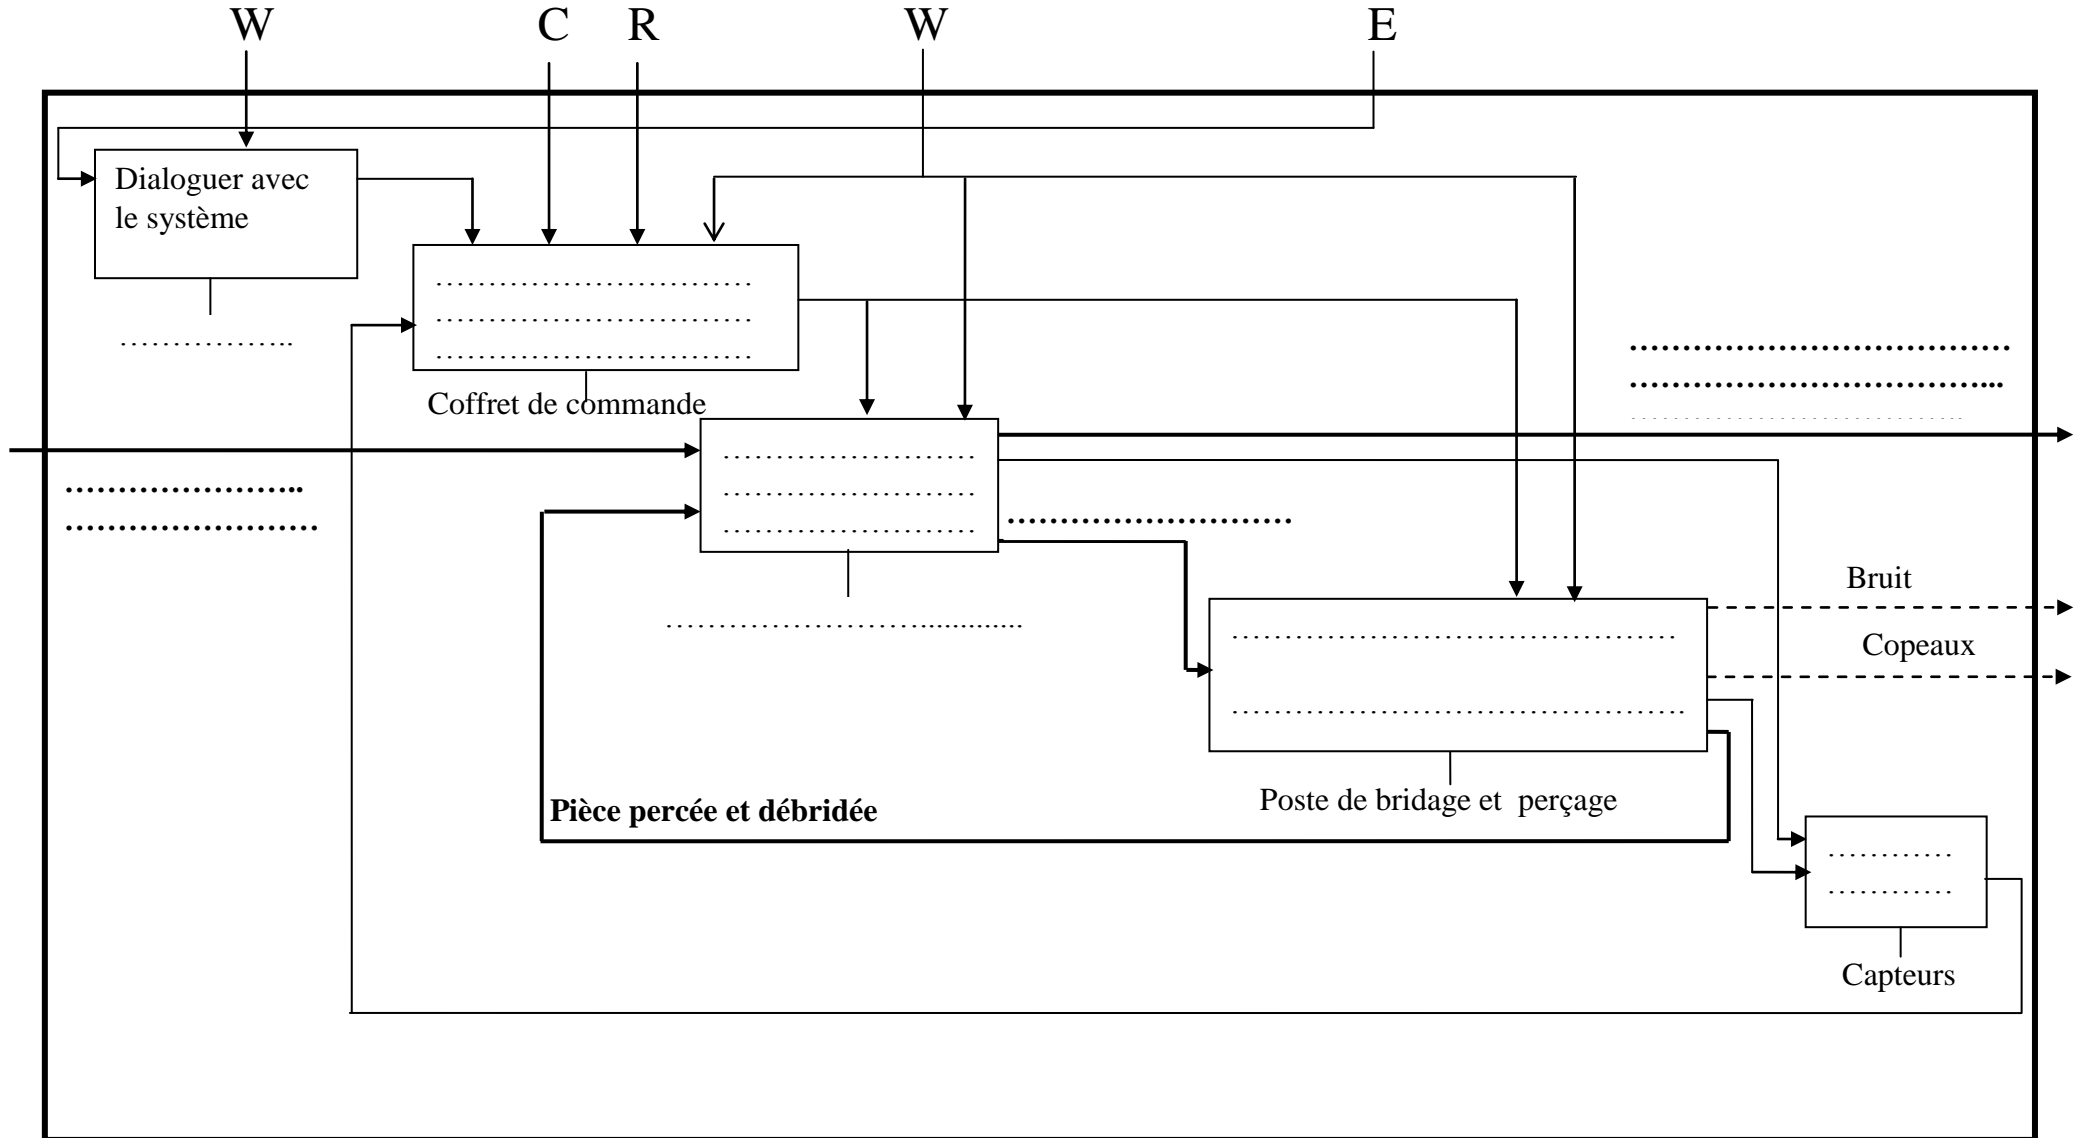 W C R W E
Dialoguer avec
le système
Coffret de commande
Bruit
Copeaux
Pièce percée et débridée
Poste de bridage et perçage
Capteurs